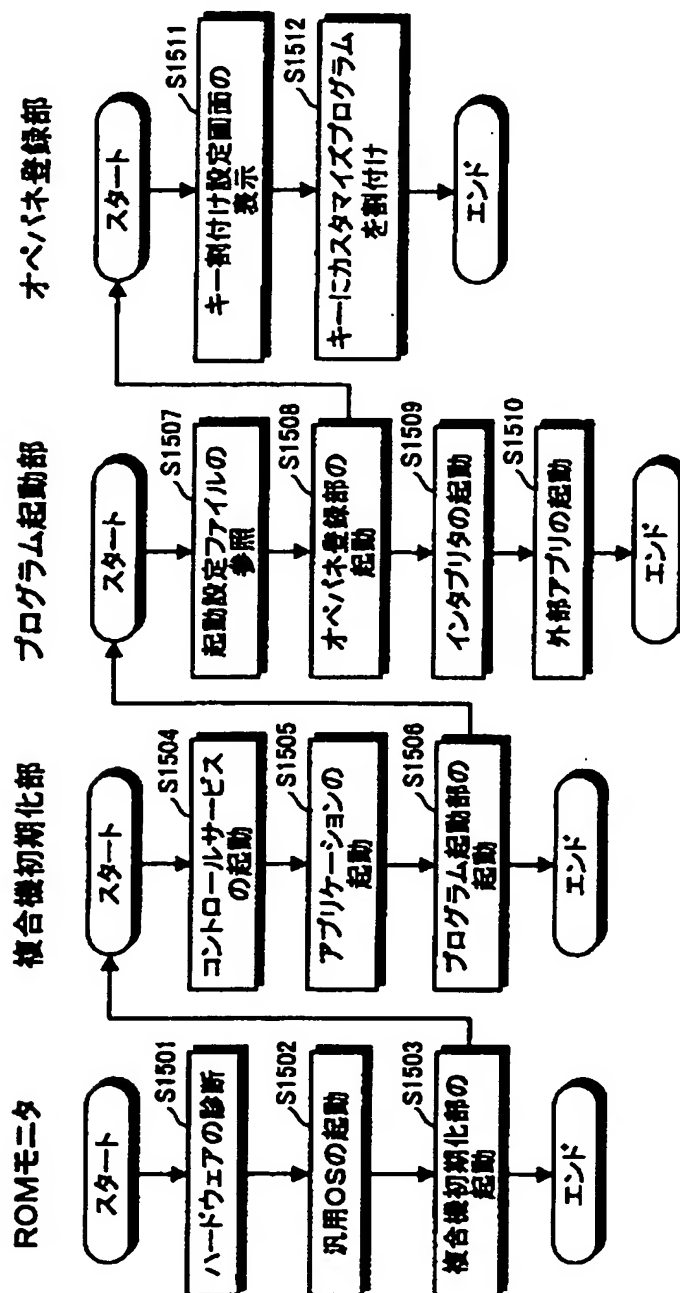 ROMモニタ
スタート
S1501
ハードウェアの診断
S1502
汎用OSの起動
S1503
複合機初期化部の
起動
エンド
複合機初期化部
スタート
S1504
コントロールサービス
の起動
S1505
アプリケーションの
起動
S1506
プログラム起動部の
起動
エンド
プログラム起動部
スタート
S1507
起動設定ファイルの
参照
S1508
オペパネ登録部の
起動
S1509
インタプリタの起動
S1510
外部アプリの起動
エンド
オペパネ登録部
スタート
S1511
キー割付け設定画面の
表示
S1512
キーにカスタマイズプログラム
を割付け
エンド